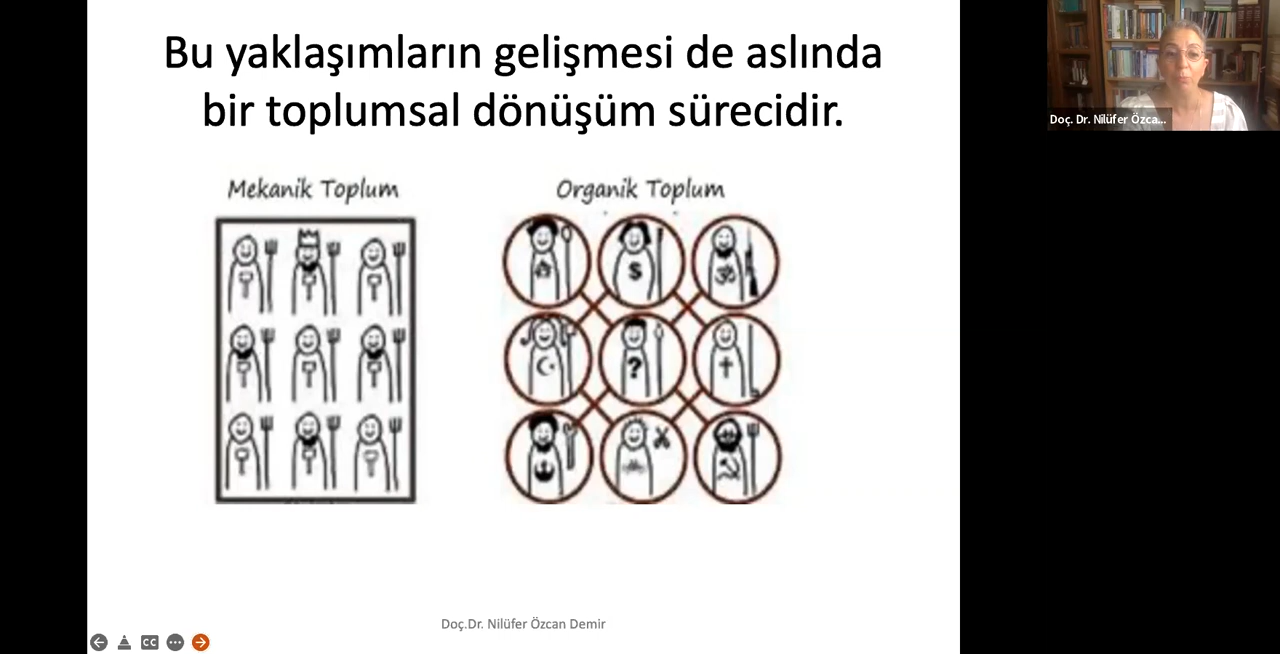 Bu yaklaşımların gelişmesi de aslında
bir toplumsal dönüşüm sürecidir.
Mekanik Toplum
Organik Toplum
$
ॐ
?
Doç.Dr. Nilüfer Özcan Demir
CC
Doç. Dr. Nilüfer Özca...